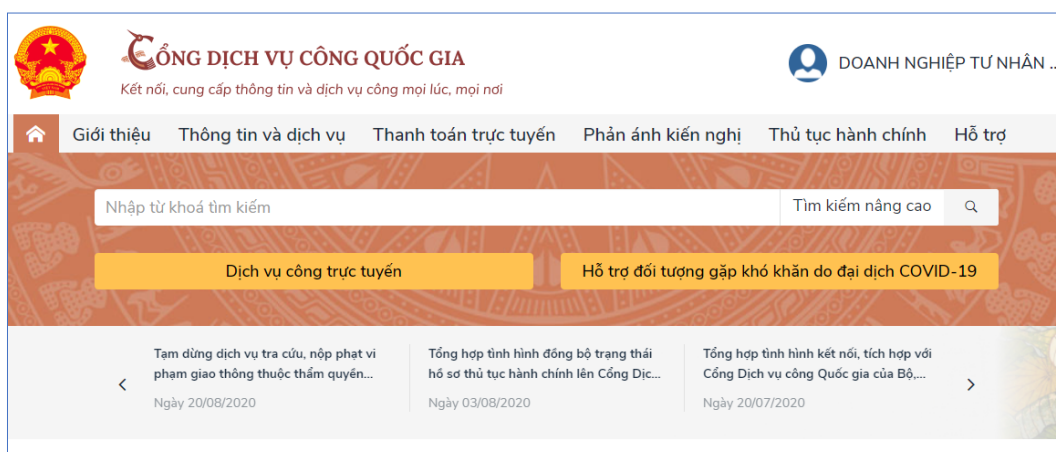 CỔNG DỊCH VỤ CÔNG QUỐC GIA
Kết nối, cung cấp thông tin và dịch vụ công mọi lúc, mọi nơi
DOANH NGHIỆP TƯ NHÂN ...
Giới thiệu Thông tin và dịch vụ Thanh toán trực tuyến Phản ánh kiến nghị Thủ tục hành chính Hỗ trợ
Nhập từ khoá tìm kiếm Tìm kiếm nâng cao
Dịch vụ công trực tuyến Hỗ trợ đối tượng gặp khó khăn do đại dịch COVID-19
Tạm dừng dịch vụ tra cứu, nộp phạt vi
phạm giao thông thuộc thẩm quyền...
Ngày 20/08/2020
Tổng hợp tình hình đồng bộ trạng thái
hồ sơ thủ tục hành chính lên Cổng Dịc...
Ngày 03/08/2020
Tổng hợp tình hình kết nối, tích hợp với
Cổng Dịch vụ công Quốc gia của Bộ,...
Ngày 20/07/2020